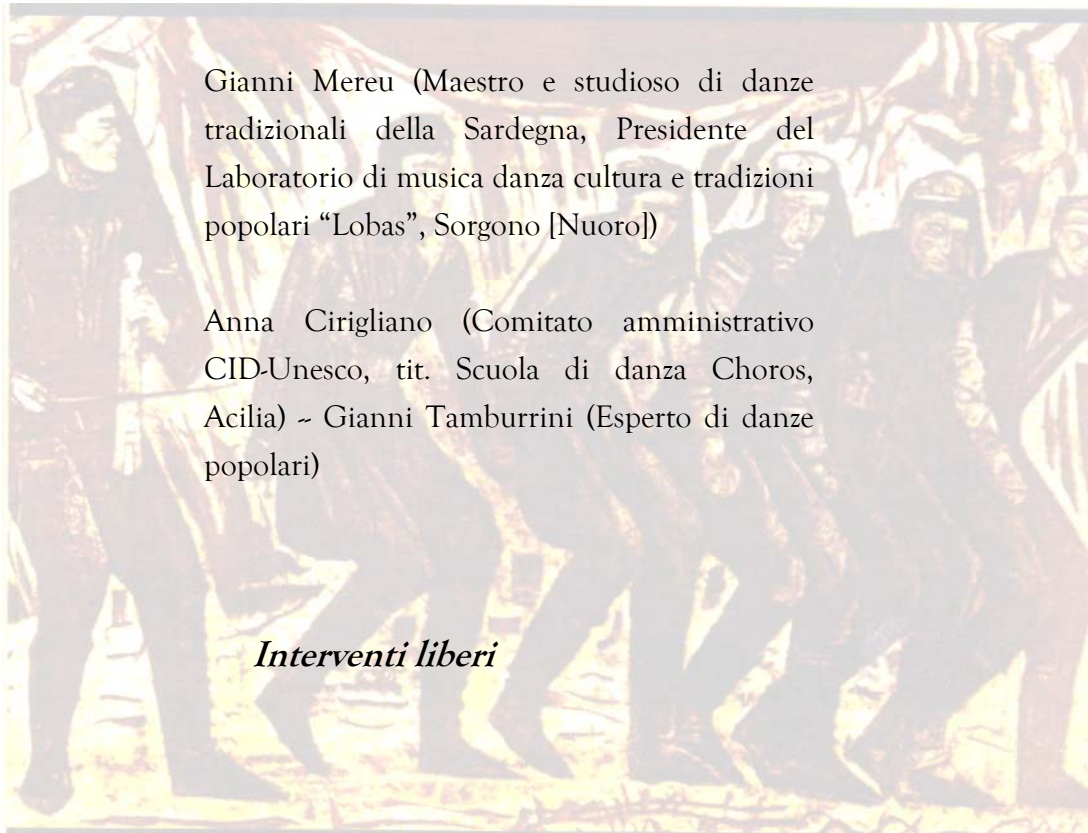 Gianni Mereu (Maestro e studioso di danze
tradizionali della Sardegna, Presidente del
Laboratorio di musica danza cultura e tradizioni
popolari “Lobas”, Sorgono [Nuoro])
Anna Cirigliano (Comitato amministrativo
CID-Unesco, tit. Scuola di danza Choros,
Acilia) ~ Gianni Tamburrini (Esperto di danze
popolari)
Interventi liberi